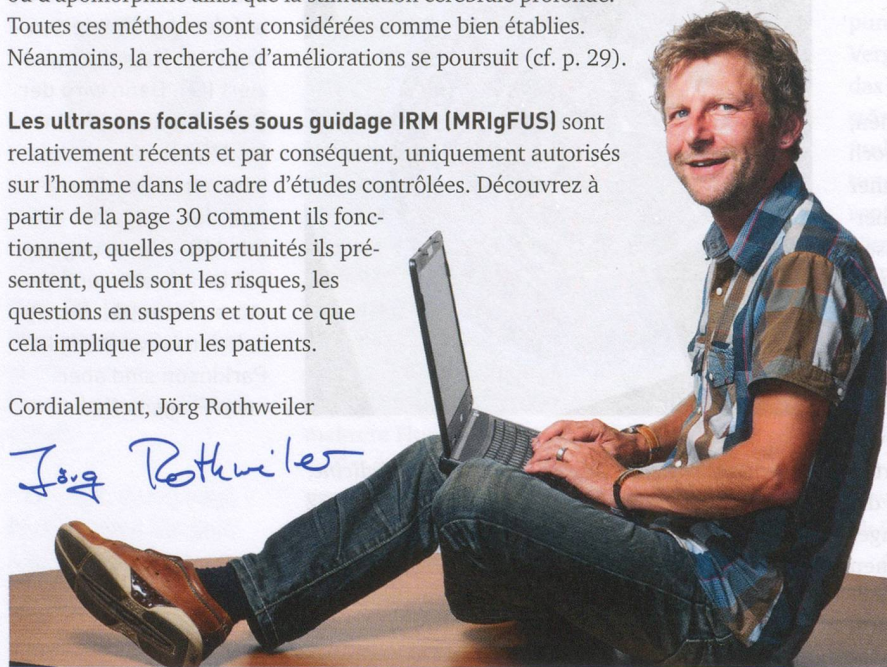 Toutes ces méthodes sont considérées comme bien établies.
Néanmoins, la recherche d'améliorations se poursuit (cf. p. 29).
Les ultrasons focalisés sous guidage IRM (MRIgFUS) sont
relativement récents et par conséquent, uniquement autorisés
sur l'homme dans le cadre d'études contrôlées. Découvrez à
partir de la page 30 comment ils fonc-
tionnent, quelles opportunités ils pré-
sentent, quels sont les risques, les
questions en suspens et tout ce que
cela implique pour les patients.
Cordialement, Jörg Rothweiler
Jörg Rothweiler